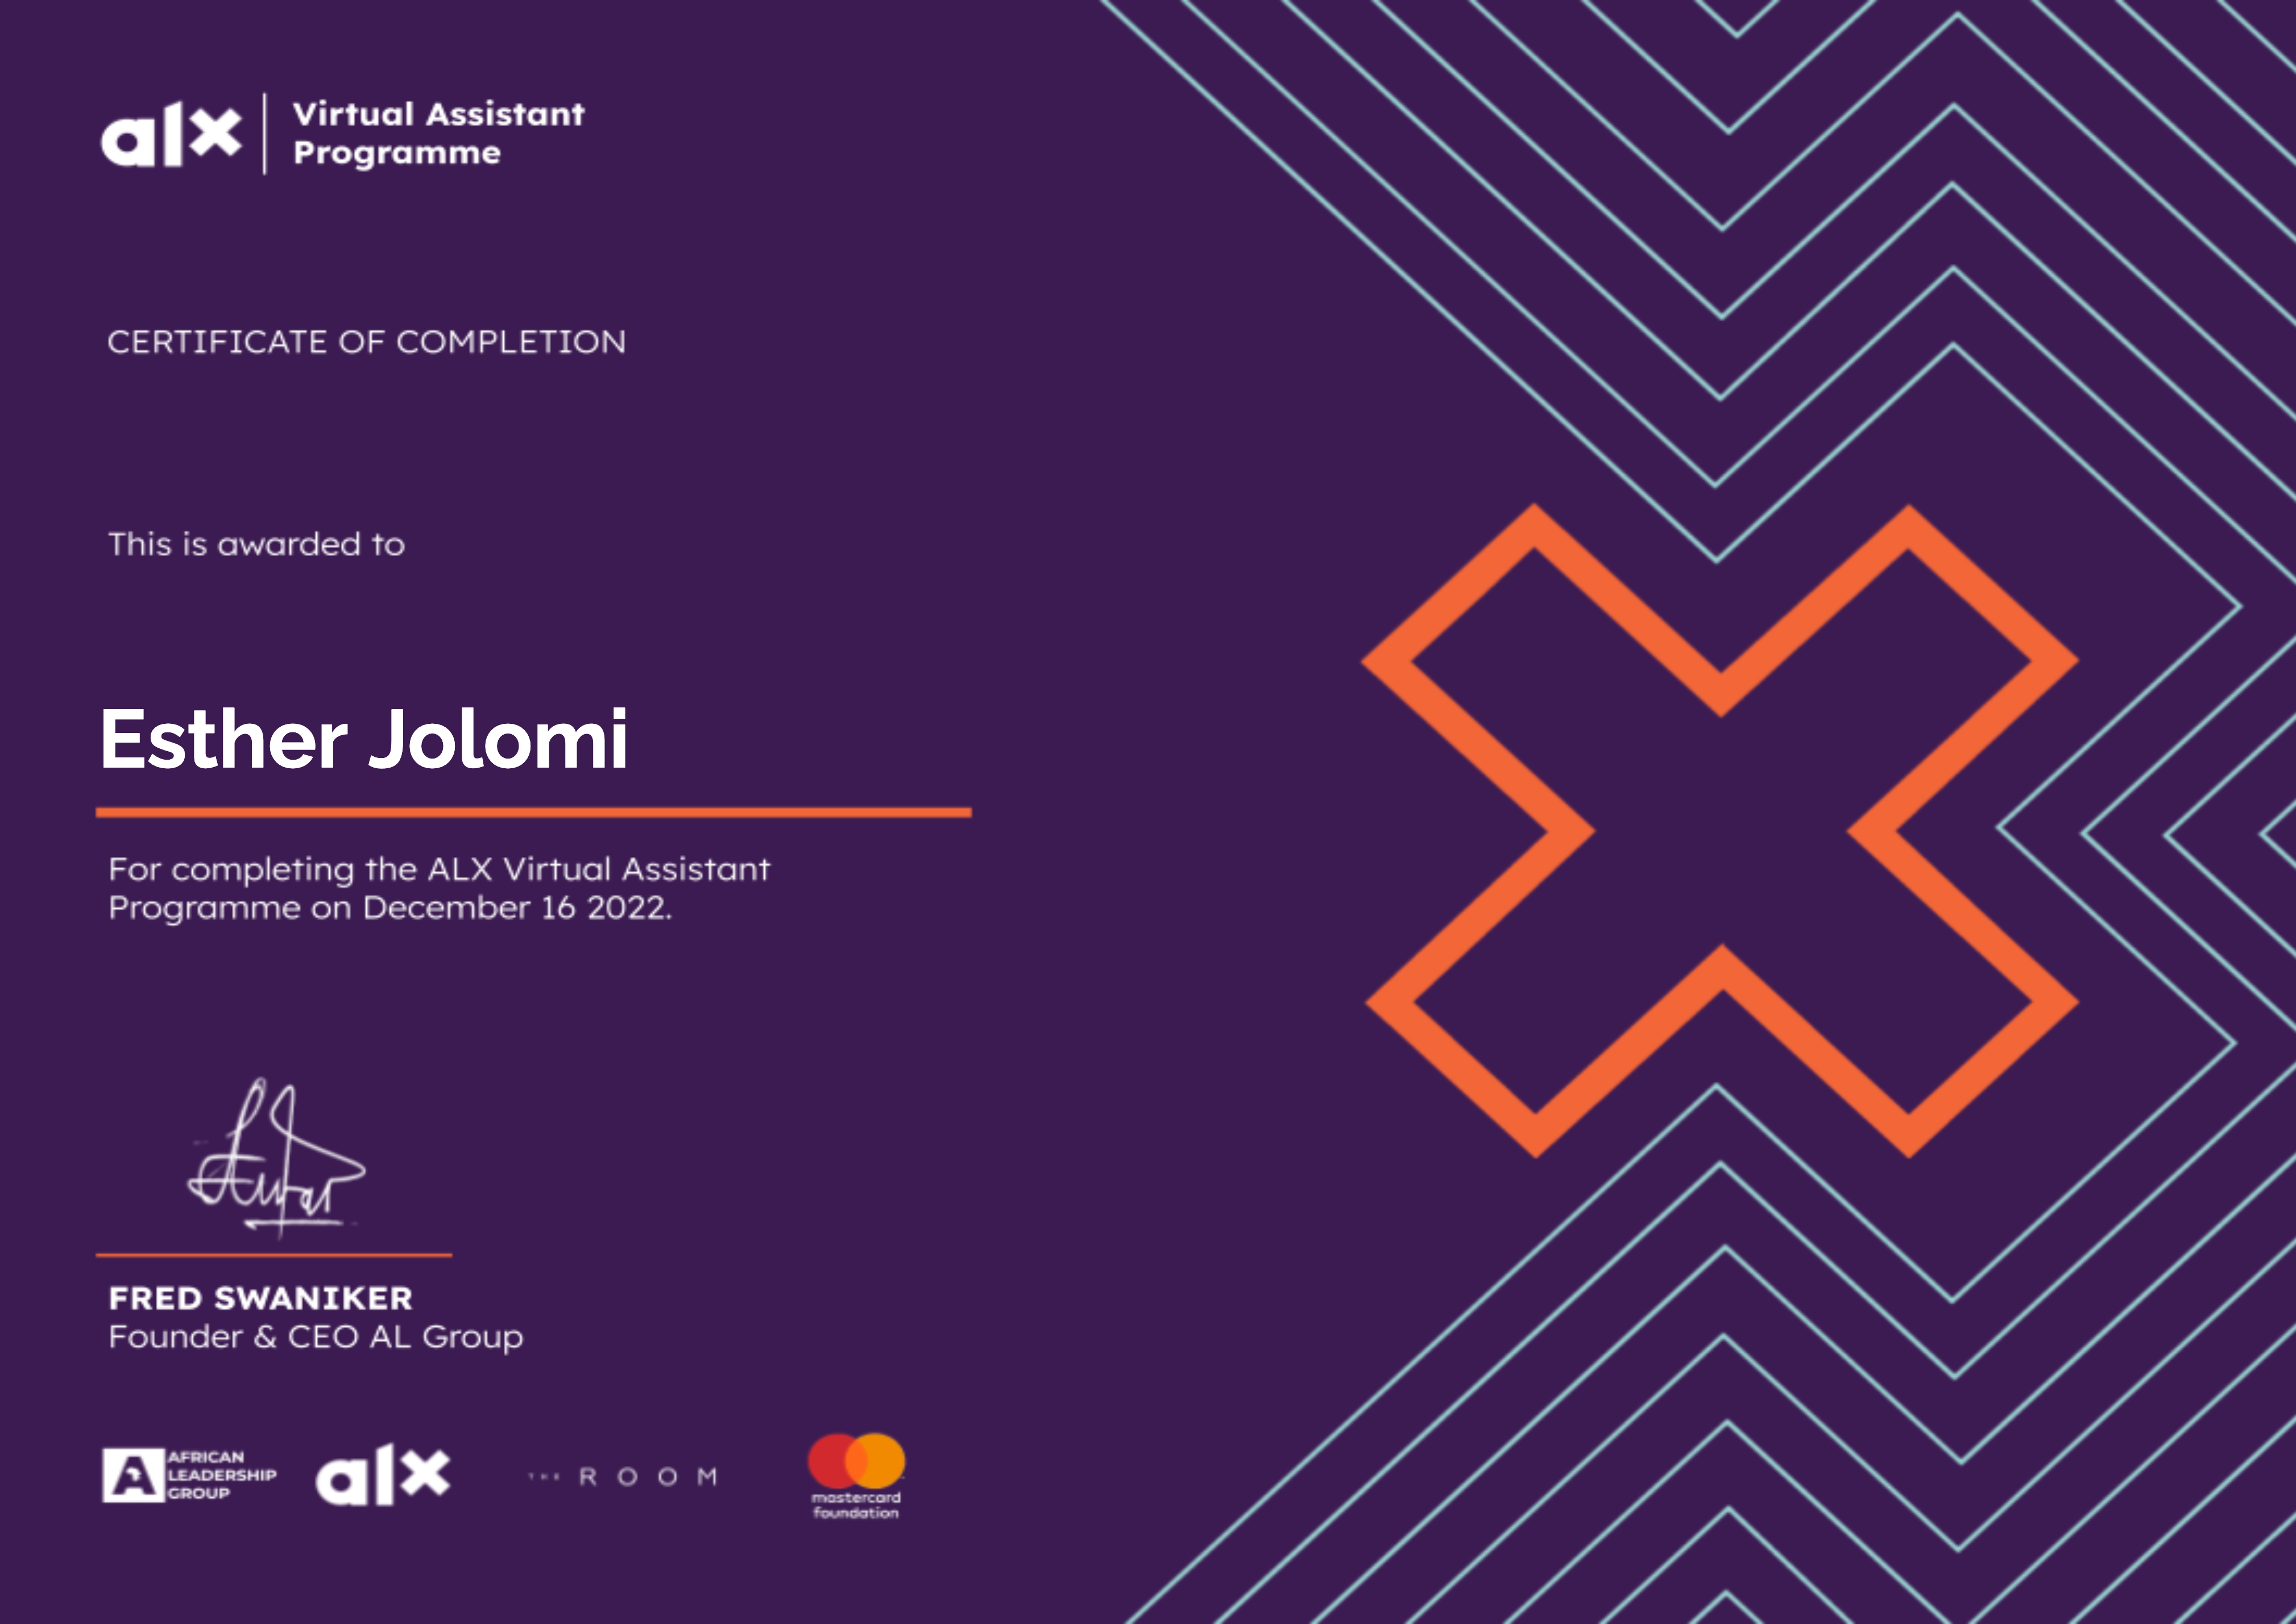 alx
Virtual Assistant
Programme
CERTIFICATE OF COMPLETION
This is awarded to
Esther Jolomi
For completing the ALX Virtual Assistant
Programme on December 16 2022.
FRED SWANIKER
Founder & CEO AL Group
AFRICAN
LEADERSHIP
GROUP
alx
THE ROOM
mastercard
foundation